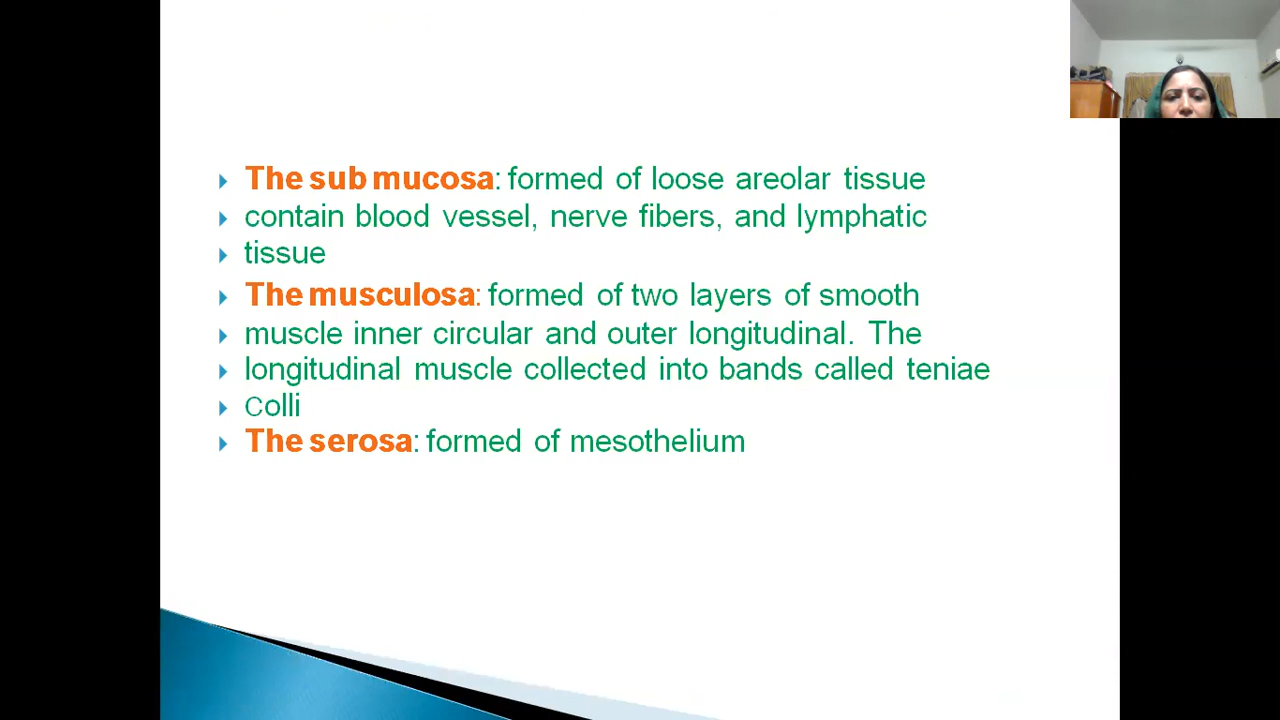 The sub mucosa: formed of loose areolar tissue
contain blood vessel, nerve fibers, and lymphatic
tissue
The musculosa: formed of two layers of smooth
muscle inner circular and outer longitudinal. The
longitudinal muscle collected into bands called teniae
Colli
The serosa: formed of mesothelium